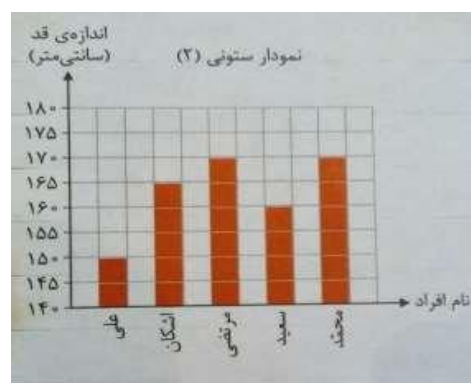 اندازه‌ی قد
(سانتی‌متر)
نمودار ستونی (۲)
۱۸۰
۱۷۵
۱۷۰
۱۶۵
۱۶۰
۱۵۵
۱۵۰
۱۴۵
۱۴۰
نام افراد
علی
اشکان
مرتضی
سعید
محمّد